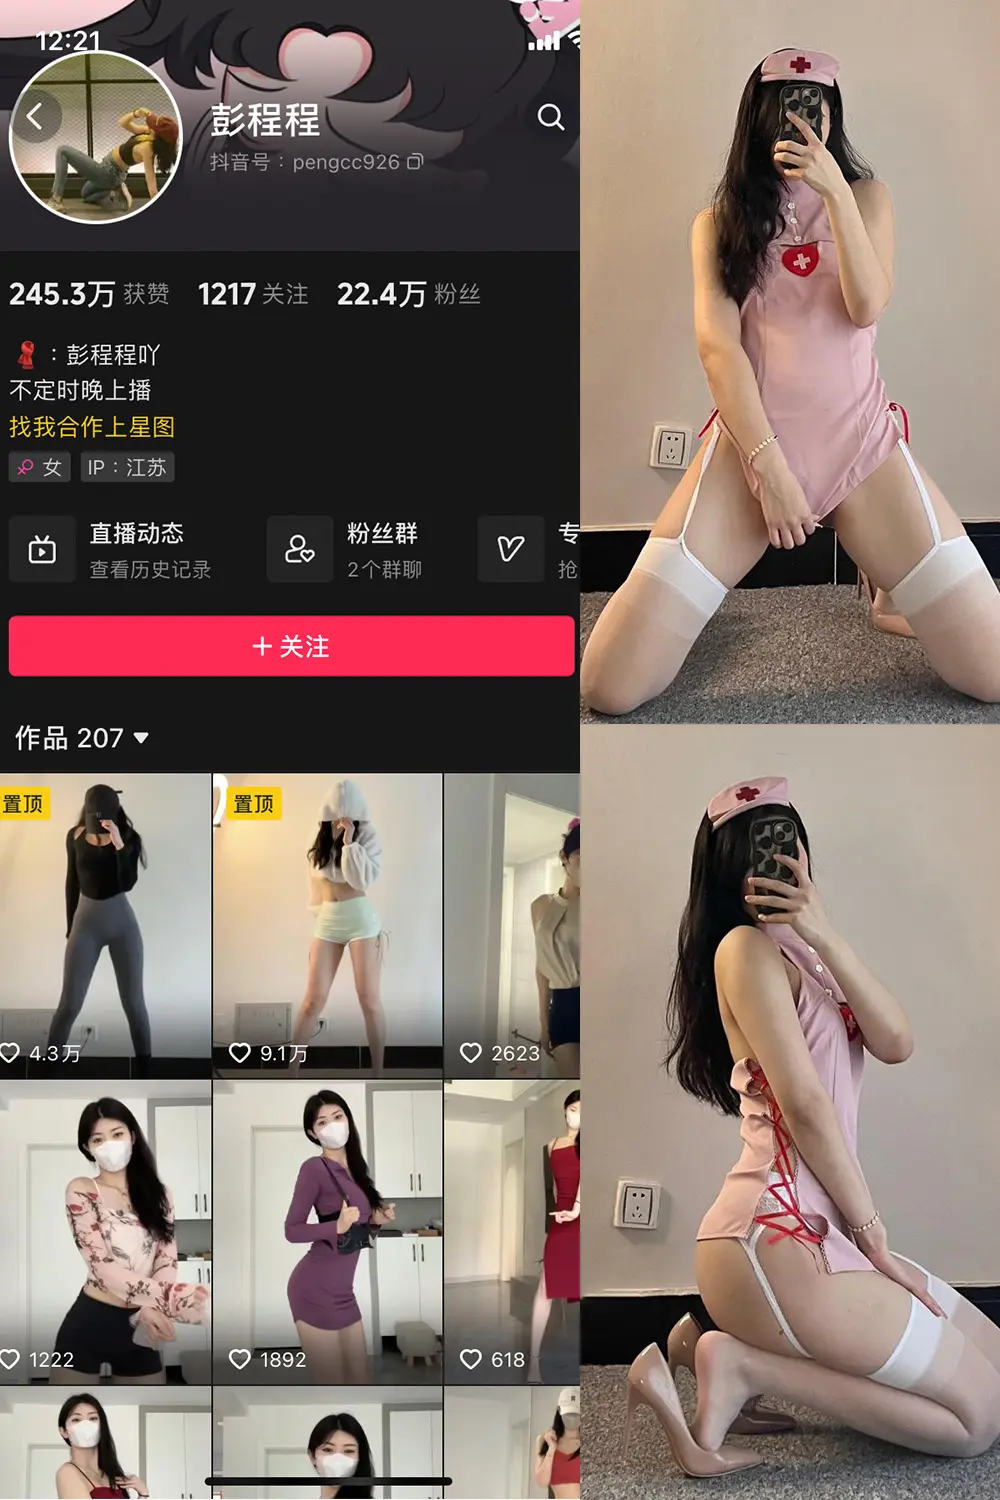 12:21
彭程程
抖音号：pengcc926
245.3万 获赞 1217 关注 22.4万 粉丝
：彭程程吖
不定时晚上播
找我合作上星图
女 IP：江苏
直播动态 粉丝群 专
查看历史记录 2个群聊 抢
+ 关注
作品 207
置顶 置顶
4.3万 9.1万 2623
1222 1892 618